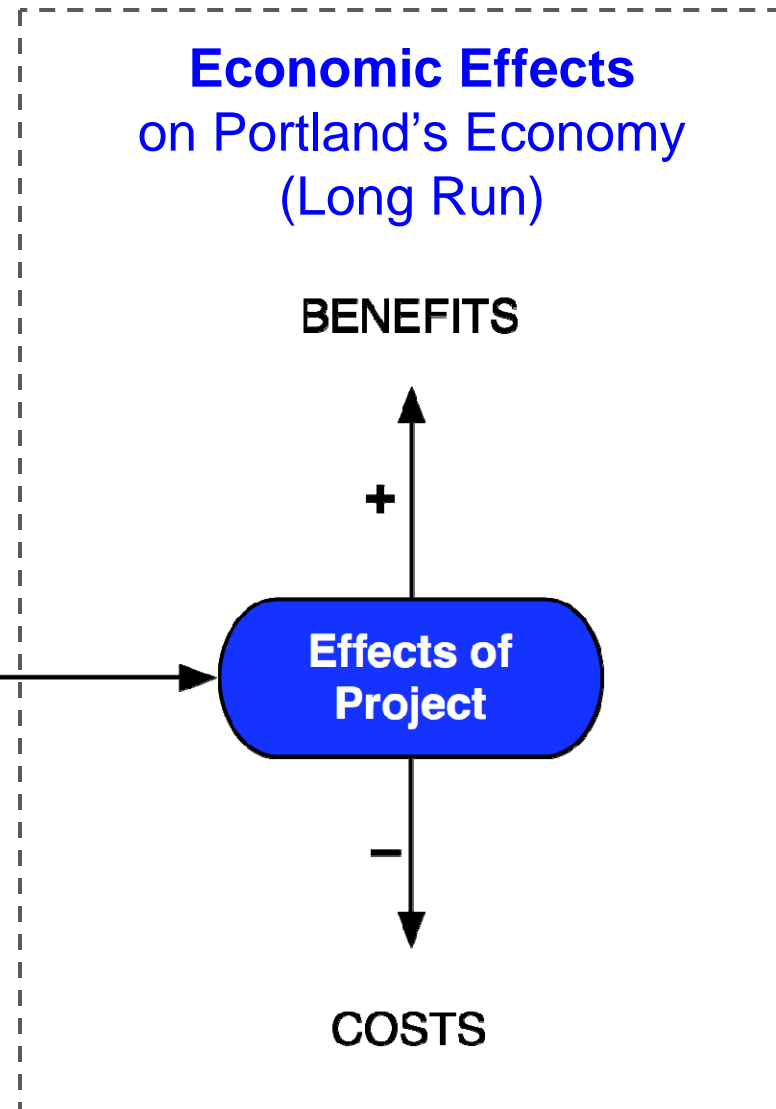 Economic Effects
on Portland’s Economy
(Long Run)
BENEFITS
+
Effects of
Project
–
COSTS